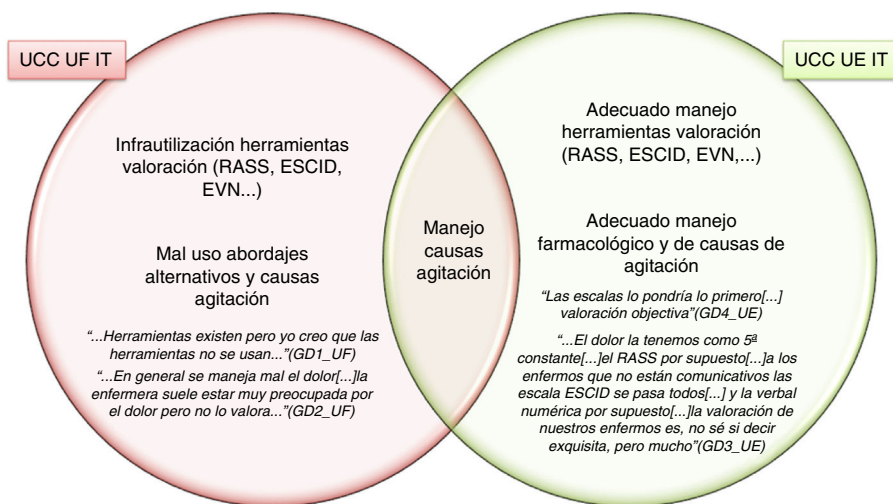 UCC UF IT
Infrautilización herramientas
valoración (RASS, ESCID,
EVN...)
Mal uso abordajes
alternativos y causas
agitación
“...Herramientas existen pero yo creo que las
herramientas no se usan...”(GD1_UF)
“...En general se maneja mal el dolor[...]la
enfermera suele estar muy preocupada por
el dolor pero no lo valora...”(GD2_UF)
Manejo
causas
agitación
UCC UE IT
Adecuado manejo
herramientas valoración
(RASS, ESCID, EVN,...)
Adecuado manejo
farmacológico y de causas de
agitación
“Las escalas lo pondría lo primero[...]
valoración objectiva”(GD4_UE)
“...El dolor la tenemos como 5ª
constante[...]el RASS por supuesto[...]a los
enfermos que no están comunicativos las
escala ESCID se pasa todos[...] y la verbal
numérica por supuesto[...]la valoración de
nuestros enfermos es, no sé si decir
exquisita, pero mucho”(GD3_UE)